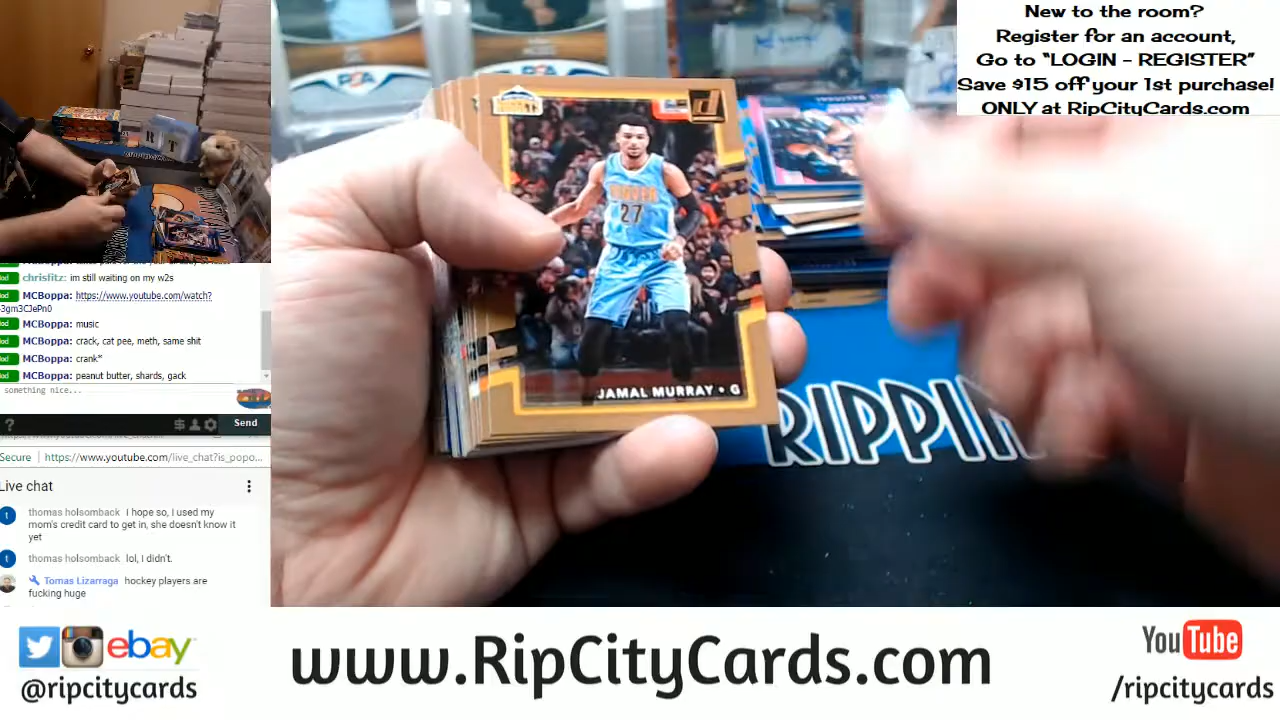 New to the room?
Register for an account,
Go to “LOGIN - REGISTER”
Save $15 off your 1st purchase!
ONLY at RipCityCards.com
DENVER
27
JAMAL MURRAY • G
RIPPIN
R
T
chrisfitz: im still waiting on my w2s
MCBoppa: https://www.youtube.com/watch?
3gm3CJePn0
MCBoppa: music
MCBoppa: crack, cat pee, meth, same shit
MCBoppa: crank*
MCBoppa: peanut butter, shards, gack
something nice...
? $ Send
Secure https://www.youtube.com/live_chat?is_popo...
Live chat
t thomas holsomback I hope so, I used my
mom's credit card to get in, she doesn't know it
yet
t thomas holsomback lol, I didn't.
Tomas Lizarraga hockey players are
fucking huge
ebay
@ripcitycards
www.RipCityCards.com
YouTube
/ripcitycards